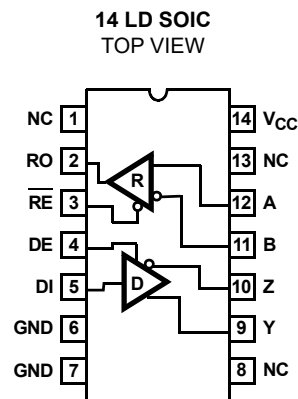 14 LD SOIC
TOP VIEW
NC 1
14 VCC
RO 2
13 NC
R
RE 3
12 A
DE 4
11 B
DI 5
10 Z
D
GND 6
9 Y
GND 7
8 NC